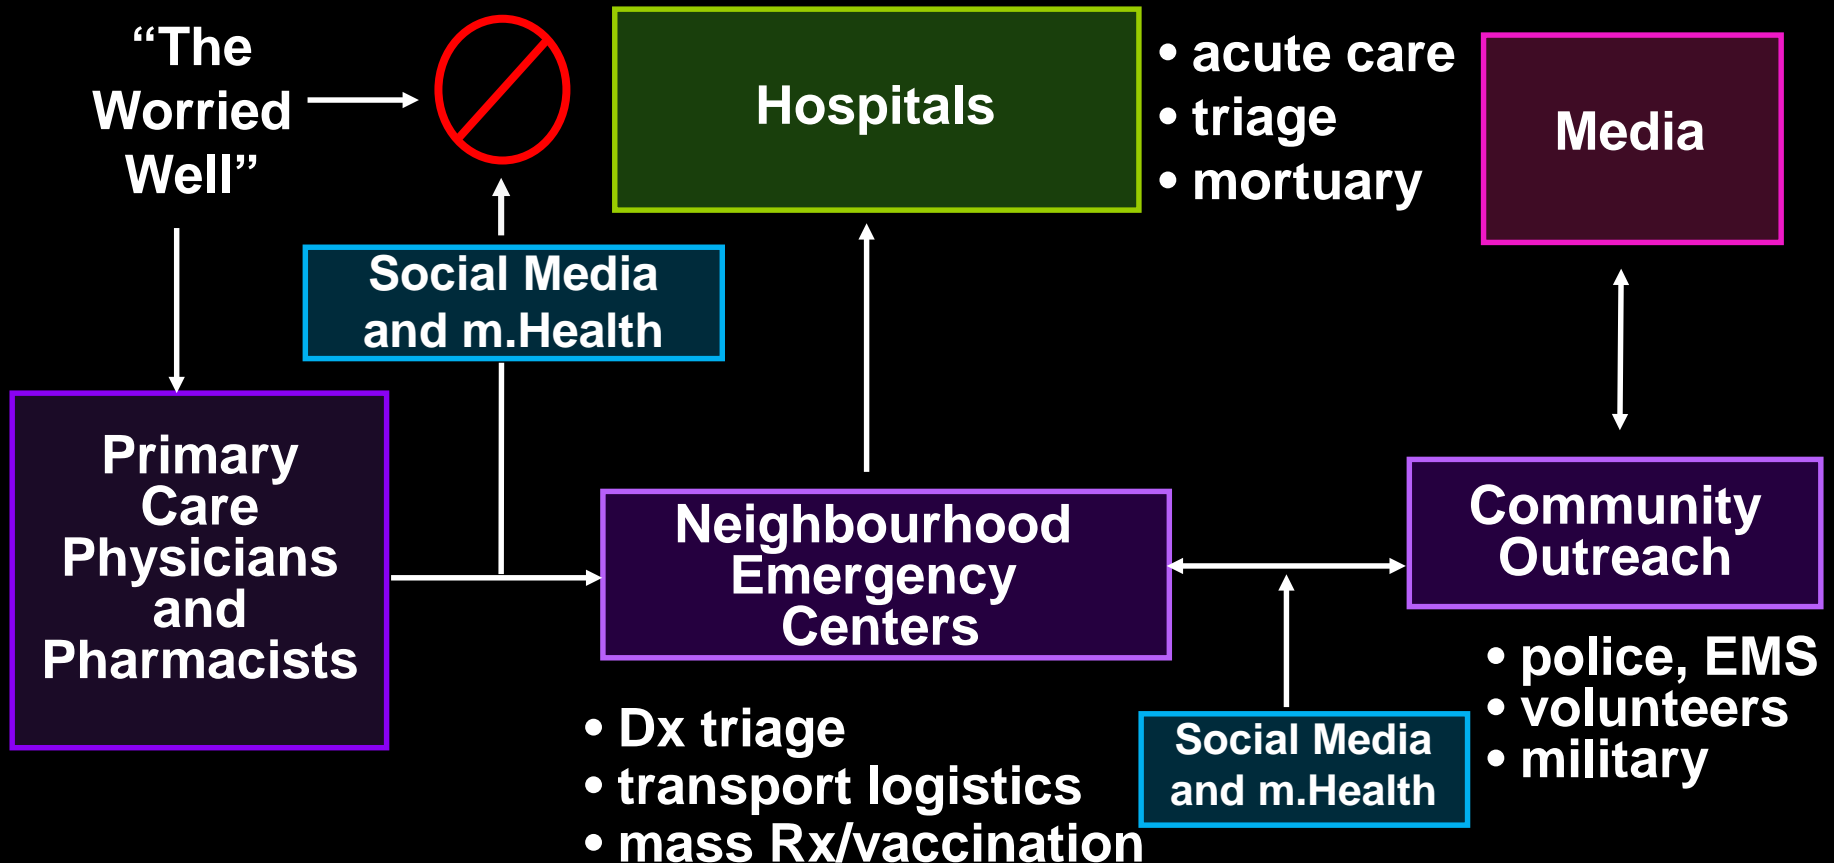 “The
Worried
Well”
Hospitals
• acute care
• triage
• mortuary
Media
Social Media
and m.Health
Primary
Care
Physicians
and
Pharmacists
Neighbourhood
Emergency
Centers
Community
Outreach
• Dx triage
• transport logistics
• mass Rx/vaccination
Social Media
and m.Health
• police, EMS
• volunteers
• military